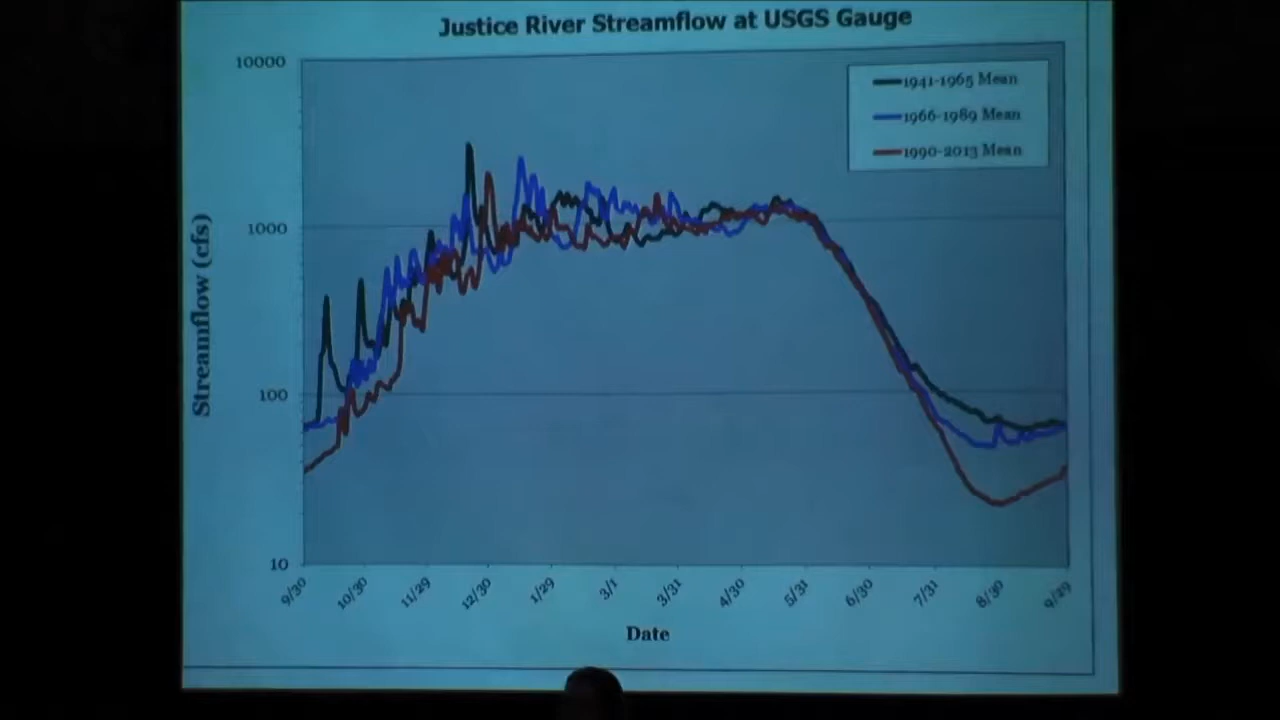 Justice River Streamflow at USGS Gauge
10000
1000
100
10
Streamflow (cfs)
1941-1965 Mean
1966-1989 Mean
1990-2013 Mean
9/30 10/30 11/29 12/30 1/29 3/1 3/31 4/30 5/31 6/30 7/31 8/30 9/29
Date